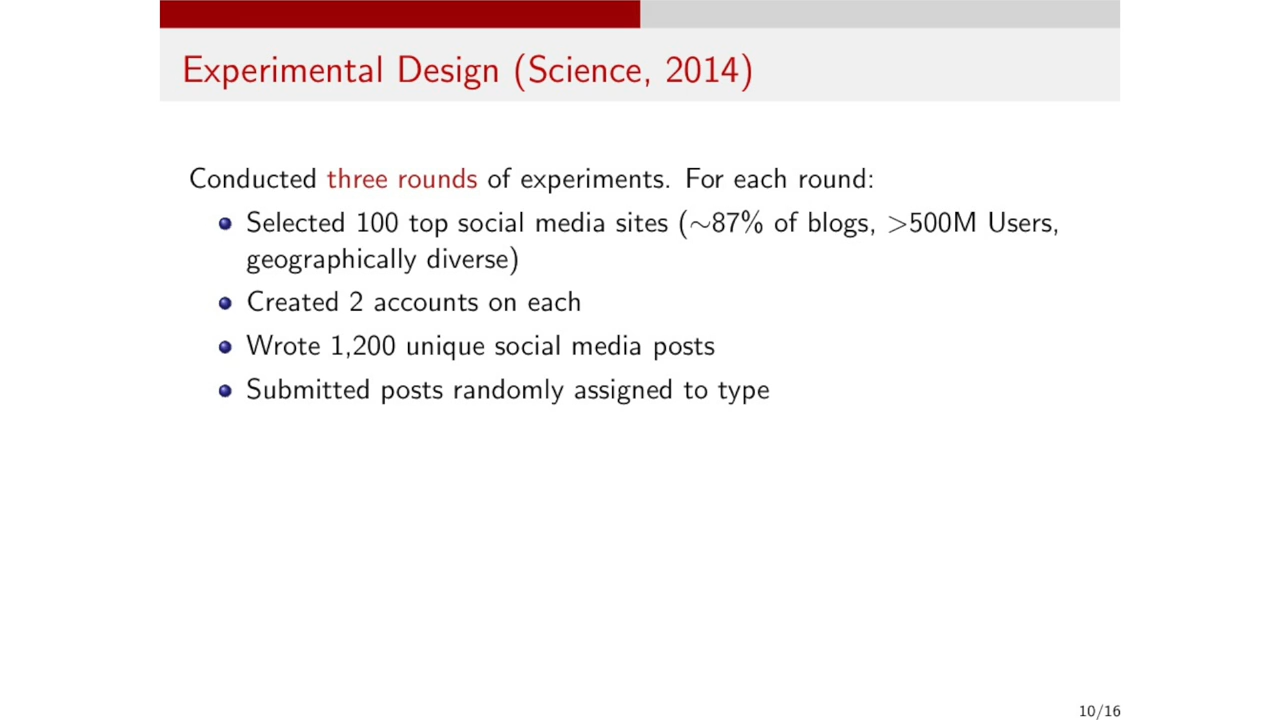 Experimental Design (Science, 2014)
Conducted three rounds of experiments. For each round:
Selected 100 top social media sites (∼87% of blogs, >500M Users,
geographically diverse)
Created 2 accounts on each
Wrote 1,200 unique social media posts
Submitted posts randomly assigned to type
10/16